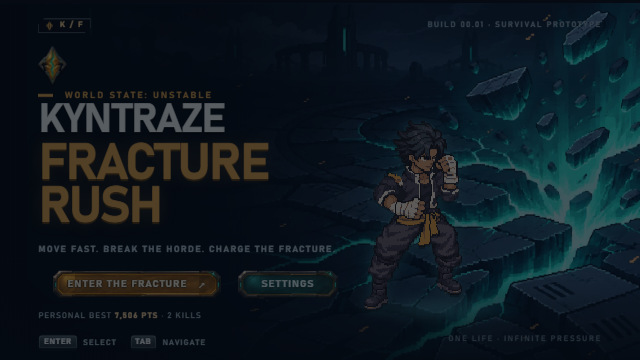 K / F
BUILD 00.01 · SURVIVAL PROTOTYPE
WORLD STATE: UNSTABLE
KYNTRAZE
FRACTURE
RUSH
MOVE FAST. BREAK THE HORDE. CHARGE THE FRACTURE.
ENTER THE FRACTURE ↗
SETTINGS
PERSONAL BEST 7,506 PTS · 2 KILLS
ENTER SELECT TAB NAVIGATE
ONE LIFE · INFINITE PRESSURE